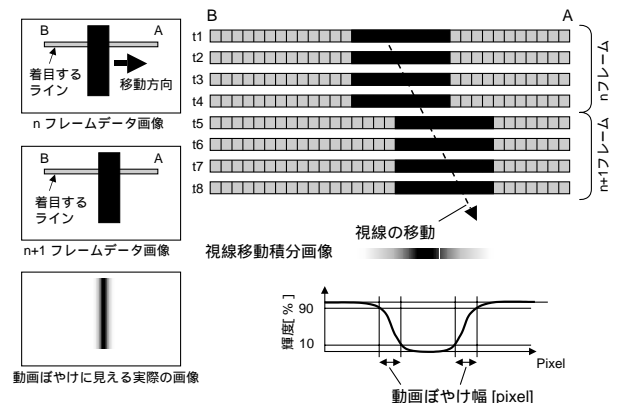 B A
着目する
ライン
移動方向
n フレームデータ画像
B A
着目する
ライン
n+1 フレームデータ画像
動画ぼやけに見える実際の画像
B A
t1
t2
t3
t4
t5
t6
t7
t8
nフレーム
n+1フレーム
視線の移動
視線移動積分画像
輝度[%]
90
10
Pixel
動画ぼやけ幅 [pixel]